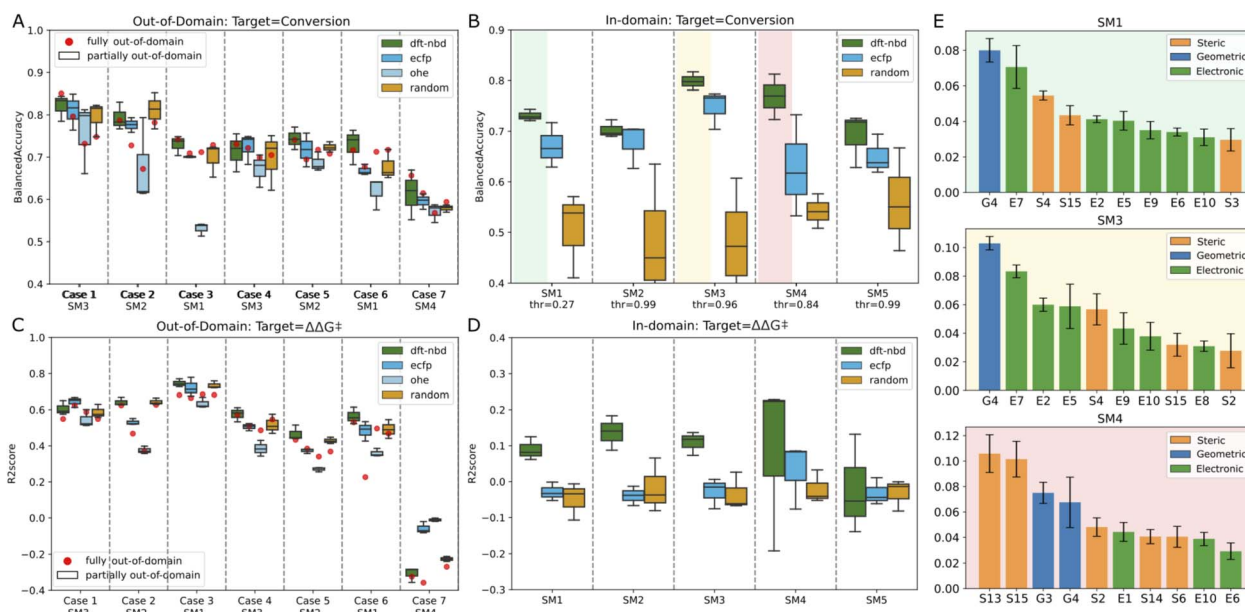 A
Out-of-Domain: Target=Conversion
BalancedAccuracy
1.0
0.9
0.8
0.7
0.6
0.5
0.4
fully out-of-domain
partially out-of-domain
dft-nbd
ecfp
ohe
random
Case 1
SM3
Case 2
SM2
Case 3
SM1
Case 4
SM3
Case 5
SM2
Case 6
SM1
Case 7
SM4
B
In-domain: Target=Conversion
BalancedAccuracy
0.9
0.8
0.7
0.6
0.5
0.4
dft-nbd
ecfp
random
SM1
thr=0.27
SM2
thr=0.99
SM3
thr=0.96
SM4
thr=0.84
SM5
thr=0.99
C
Out-of-Domain: Target=ΔΔG‡
R2score
0.8
0.6
0.4
0.2
0.0
−0.2
−0.4
dft-nbd
ecfp
ohe
random
fully out-of-domain
partially out-of-domain
Case 1
SM3
Case 2
SM2
Case 3
SM1
Case 4
SM3
Case 5
SM2
Case 6
SM1
Case 7
SM4
D
In-domain: Target=ΔΔG‡
R2score
0.4
0.3
0.2
0.1
0.0
−0.1
−0.2
−0.3
dft-nbd
ecfp
random
SM1
SM2
SM3
SM4
SM5
E
SM1
0.08
0.06
0.04
0.02
0.00
Steric
Geometric
Electronic
G4 E7 S4 S15 E2 E5 E9 E6 E10 S3
SM3
0.10
0.08
0.06
0.04
0.02
0.00
Steric
Geometric
Electronic
G4 E7 E2 E5 S4 E9 E10 S15 E8 S2
SM4
0.12
0.10
0.08
0.06
0.04
0.02
0.00
Steric
Geometric
Electronic
S13 S15 G3 G4 S2 E1 S14 S6 E10 E6